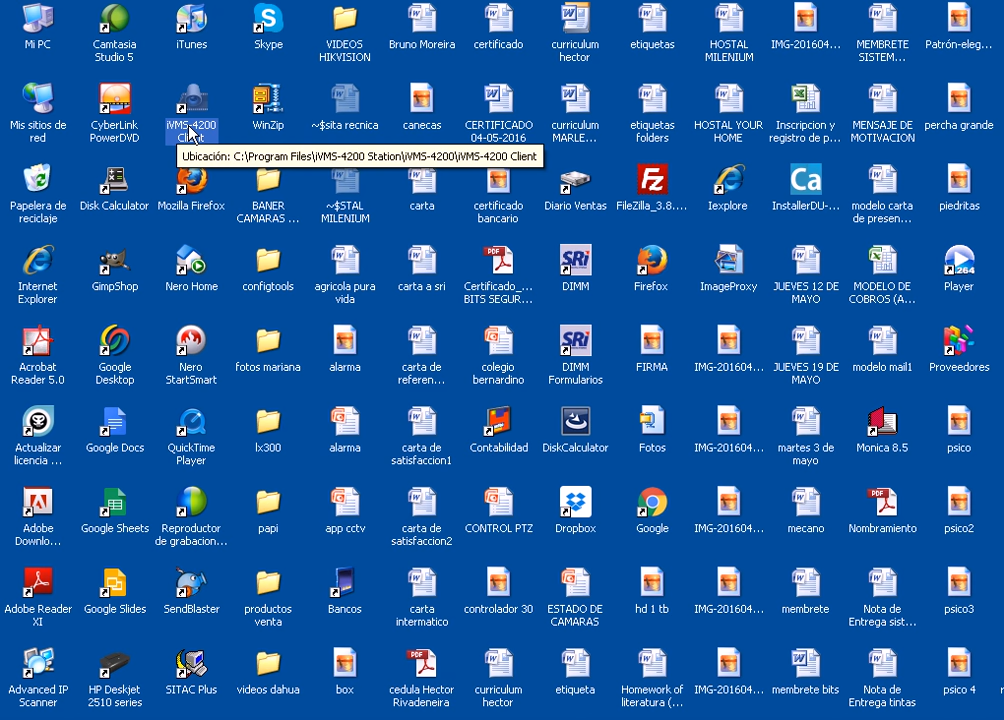 Mi PC
Camtasia
Studio 5
iTunes
Skype
VIDEOS
HIKVISION
Bruno Moreira
certificado
curriculum
hector
etiquetas
HOSTAL
MILENIUM
IMG-201604...
MEMBRETE
SISTEM...
Patrón-eleg...
Mis sitios de
red
CyberLink
PowerDVD
iVMS-4200
Client
WinZip
~$sita recnica
canecas
CERTIFICADO
04-05-2016
curriculum
MARLE...
etiquetas
folders
HOSTAL YOUR
HOME
Inscripcion y
registro de p...
MENSAJE DE
MOTIVACION
percha grande
Ubicación: C:\Program Files\iVMS-4200 Station\iVMS-4200\iVMS-4200 Client
Papelera de
reciclaje
Disk Calculator
Mozilla Firefox
BANER
CAMARAS ...
~$STAL
MILENIUM
carta
certificado
bancario
Diario Ventas
FileZilla_3.8....
Iexplore
InstallerDU-...
modelo carta
de presen...
piedritas
Internet
Explorer
GimpShop
Nero Home
configtools
agricola pura
vida
carta a sri
Certificado_...
BITS SEGUR...
DIMM
Firefox
ImageProxy
JUEVES 12 DE
MAYO
MODELO DE
COBROS (A...
Player
Acrobat
Reader 5.0
Google
Desktop
Nero
StartSmart
fotos mariana
alarma
carta de
referen...
colegio
bernardino
DIMM
Formularios
FIRMA
IMG-201604...
JUEVES 19 DE
MAYO
modelo mail1
Proveedores
Actualizar
licencia ...
Google Docs
QuickTime
Player
lx300
alarma
carta de
satisfaccion1
Contabilidad
DiskCalculator
Fotos
IMG-201604...
martes 3 de
mayo
Monica 8.5
psico
Adobe
Downlo...
Google Sheets
Reproductor
de grabacion...
papi
app cctv
carta de
satisfaccion2
CONTROL PTZ
Dropbox
Google
IMG-201604...
mecano
Nombramiento
psico2
Adobe Reader
XI
Google Slides
SendBlaster
productos
venta
Bancos
carta
intermatico
controlador 30
ESTADO DE
CAMARAS
hd 1 tb
IMG-201604...
membrete
Nota de
Entrega sist...
psico3
Advanced IP
Scanner
HP Deskjet
2510 series
SITAC Plus
videos dahua
box
cedula Hector
Rivadeneira
curriculum
hector
etiqueta
Homework of
literatura (...
IMG-201604...
membrete bits
Nota de
Entrega tintas
psico 4